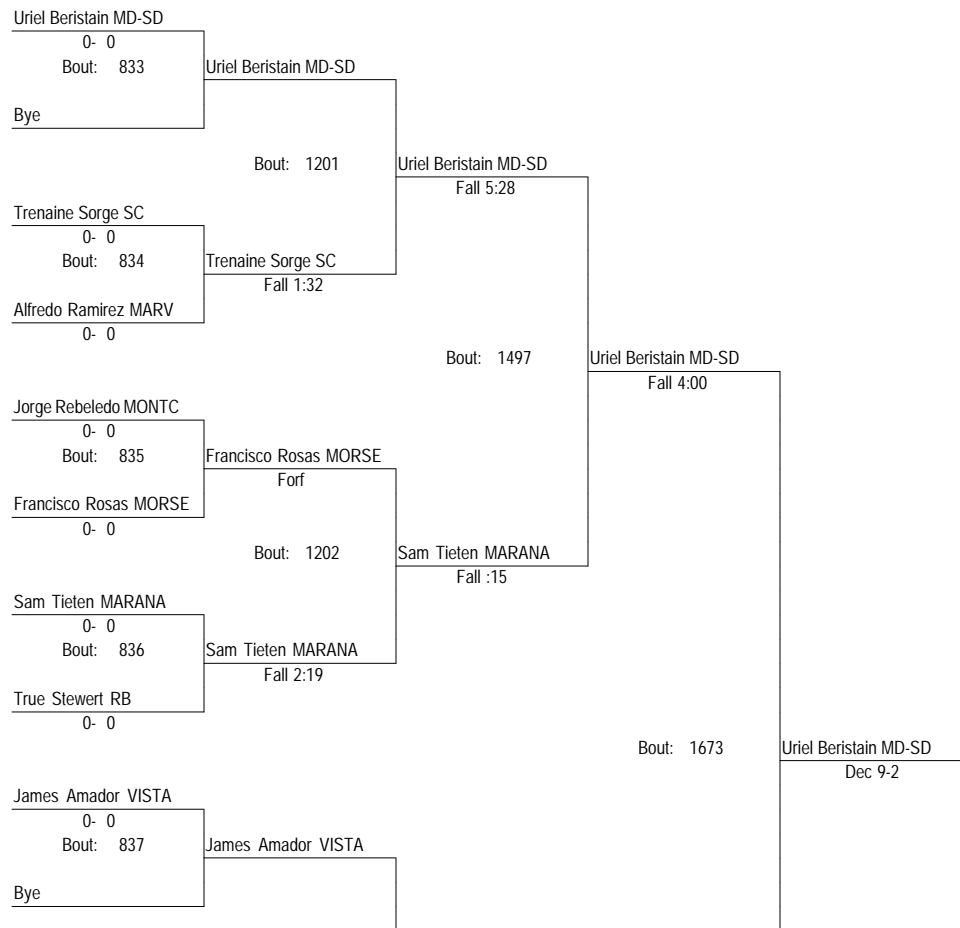 Uriel Beristain MD-SD
0- 0
Bout: 833
Uriel Beristain MD-SD
Bye
Bout: 1201
Uriel Beristain MD-SD
Fall 5:28
Trenaine Sorge SC
0- 0
Bout: 834
Trenaine Sorge SC
Fall 1:32
Alfredo Ramirez MARV
0- 0
Bout: 1497
Uriel Beristain MD-SD
Fall 4:00
Jorge Rebeledo MONTC
0- 0
Bout: 835
Francisco Rosas MORSE
Forf
Francisco Rosas MORSE
0- 0
Bout: 1202
Sam Tieten MARANA
Fall :15
Sam Tieten MARANA
0- 0
Bout: 836
Sam Tieten MARANA
Fall 2:19
True Stewert RB
0- 0
Bout: 1673
Uriel Beristain MD-SD
Dec 9-2
James Amador VISTA
0- 0
Bout: 837
James Amador VISTA
Bye